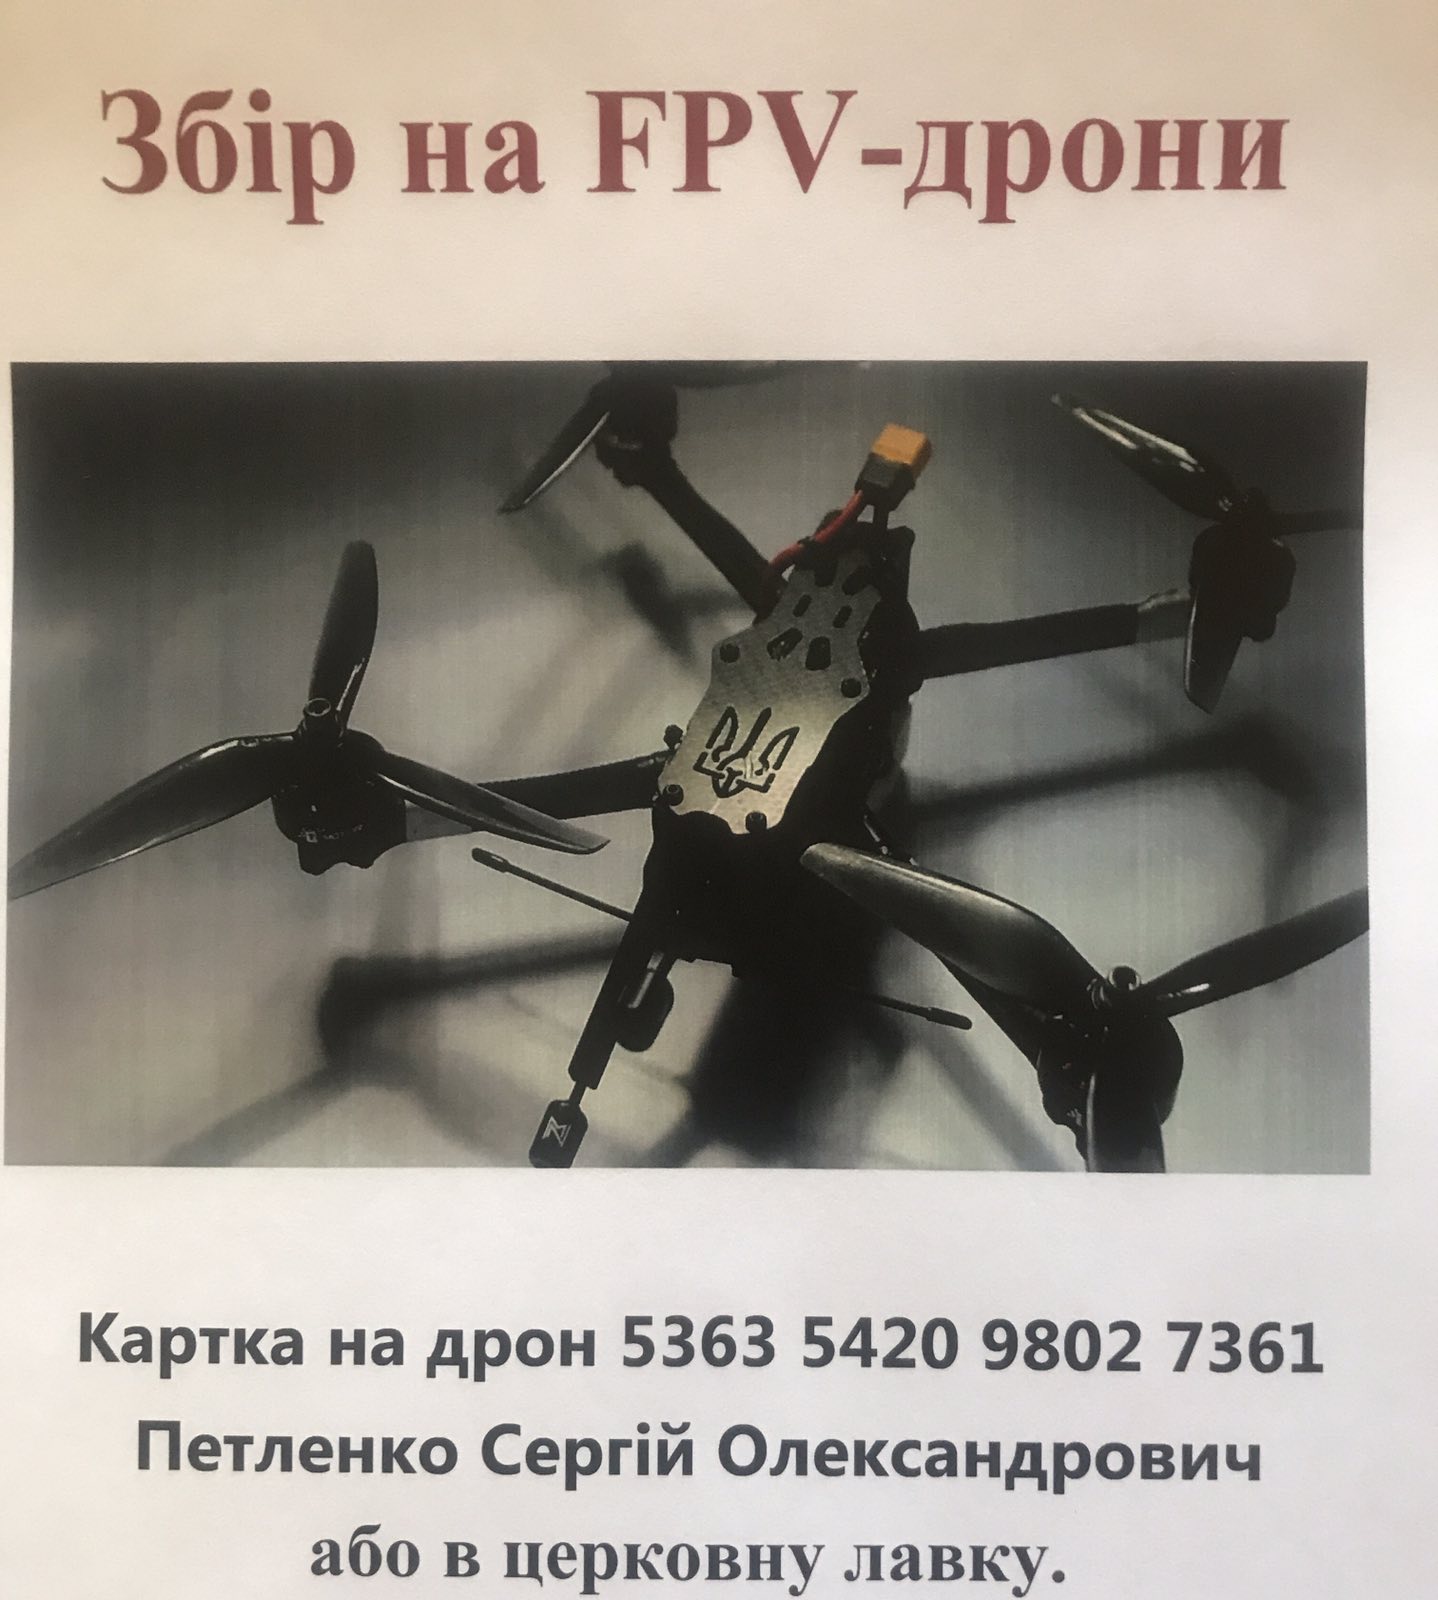 Збір на FPV-дрони
Картка на дрон 5363 5420 9802 7361
Петленко Сергій Олександрович
або в церковну лавку.